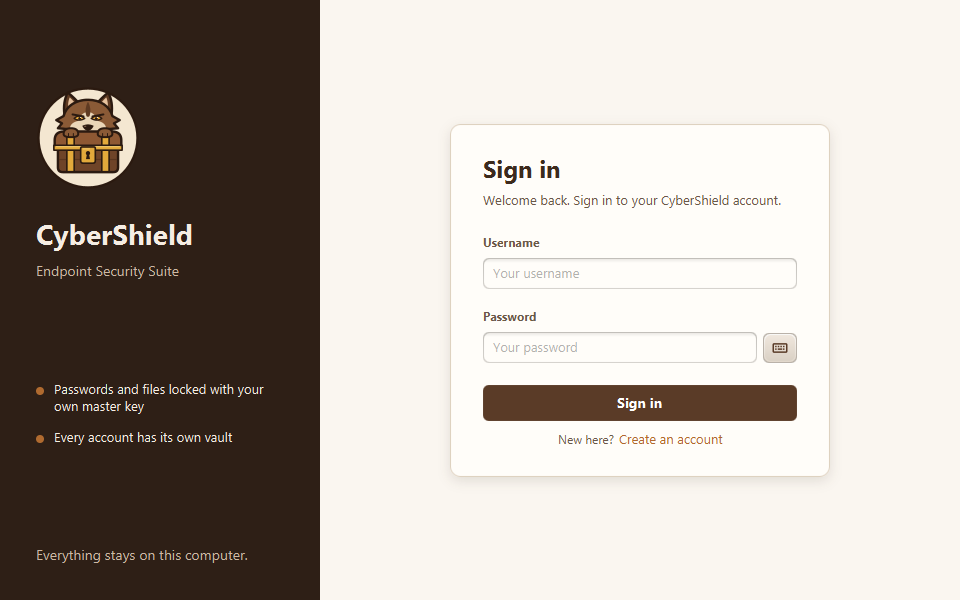 CyberShield
Endpoint Security Suite
Passwords and files locked with your
own master key
Every account has its own vault
Everything stays on this computer.
Sign in
Welcome back. Sign in to your CyberShield account.
Username
Your username
Password
Your password
Sign in
New here? Create an account